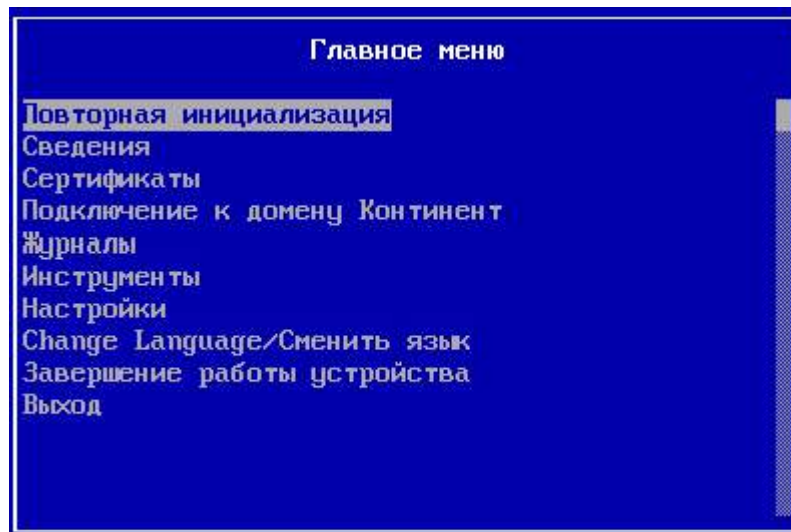 Главное меню
Повторная инициализация
Сведения
Сертификаты
Подключение к домену Континент
Журналы
Инструменты
Настройки
Change Language/Сменить язык
Завершение работы устройства
Выход